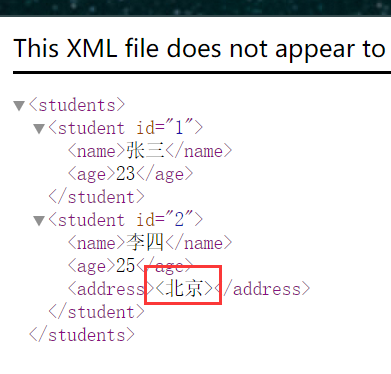 This XML file does not appear to
▼<students>
▼<student id="1">
<name>张三</name>
<age>23</age>
</student>
▼<student id="2">
<name>李四</name>
<age>25</age>
<address><北京></address>
</student>
</students>